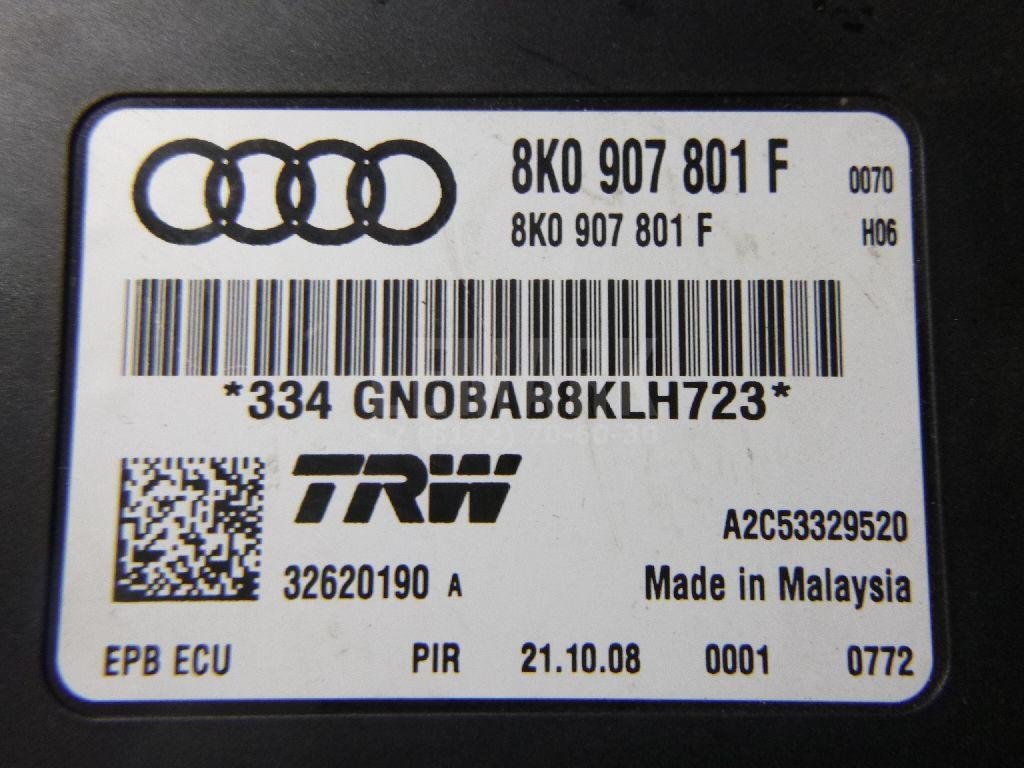 8K0 907 801 F 0070
8K0 907 801 F H06
*334 GN0BAB8KLH723*
TRW
A2C53329520
32620190 A Made in Malaysia
EPB ECU PIR 21.10.08 0001 0772